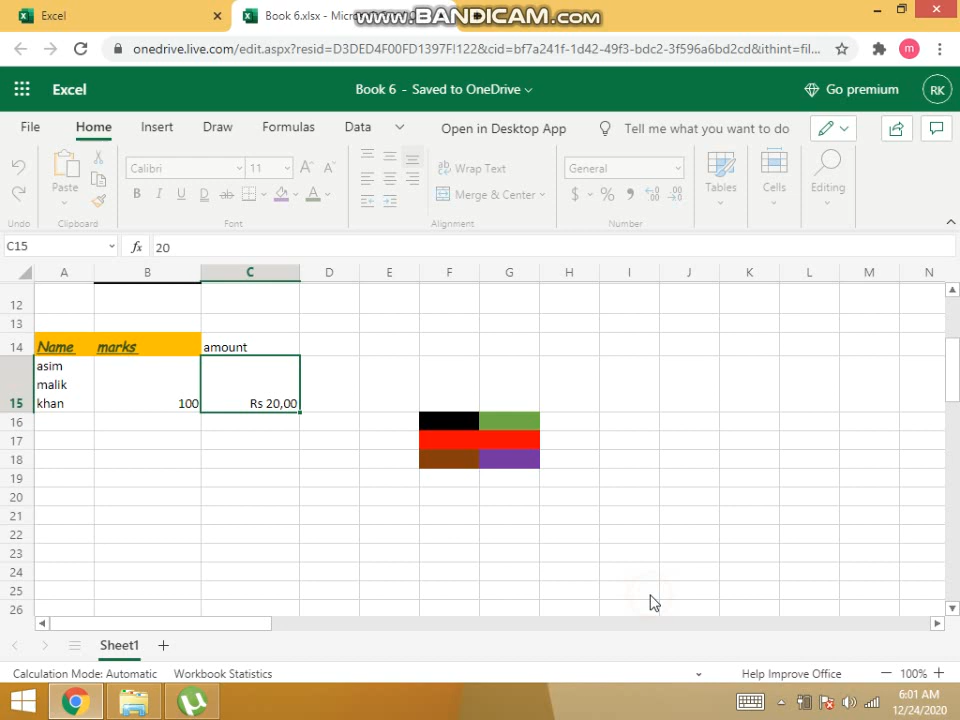 Excel
Book 6.xlsx - Micros
www.BANDICAM.com
onedrive.live.com/edit.aspx?resid=D3DED4F00FD1397F!122&cid=bf7a241f-1d42-49f3-bdc2-3f596a6bd2cd&ithint=fil...
m
Excel
Book 6 - Saved to OneDrive
Go premium
RK
File
Home
Insert
Draw
Formulas
Data
Open in Desktop App
Tell me what you want to do
Calibri
11
Wrap Text
General
Paste
B I U D ab A
Merge & Center
$ % 9
Tables
Cells
Editing
Undo
Clipboard
Font
Alignment
Number
C15
fx
20
A B C D E F G H I J K L M N
12
13
14 Name marks amount
asim
malik
15 khan 100 Rs 20,00
16
17
18
19
20
21
22
23
24
25
26
Sheet1
Calculation Mode: Automatic
Workbook Statistics
Help Improve Office
100%
6:01 AM
12/24/2020